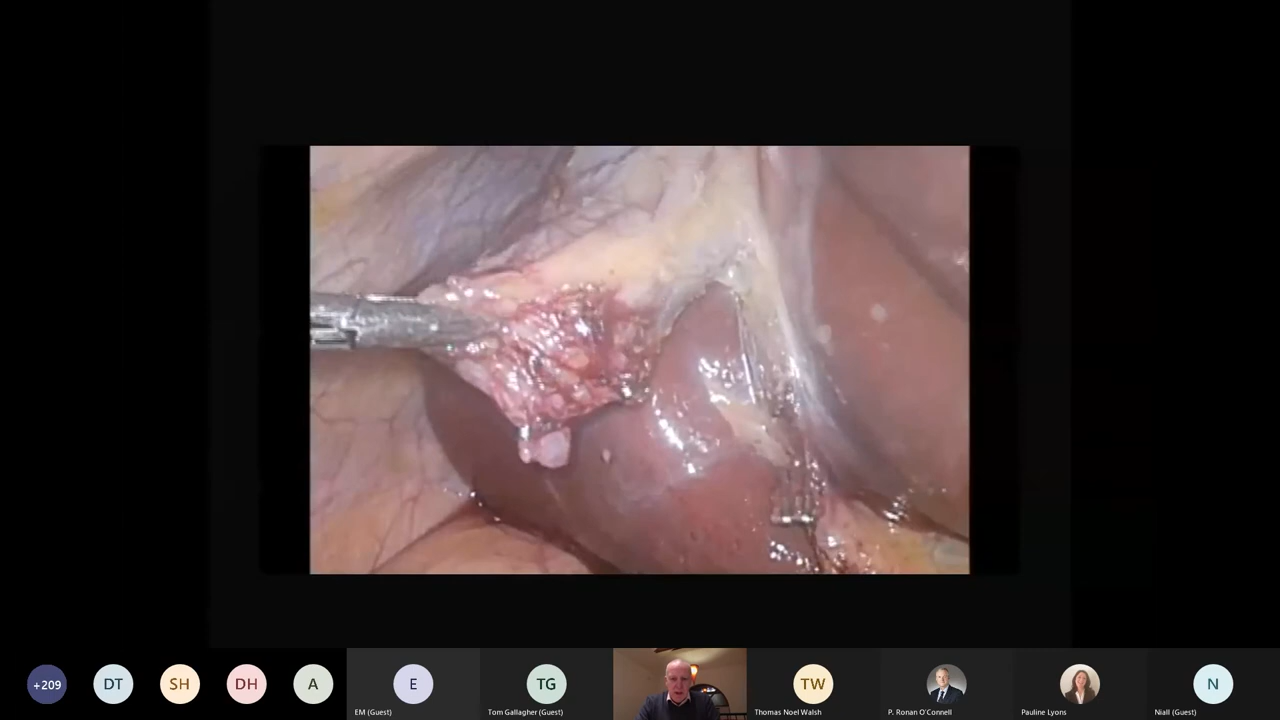 +209
DT
SH
DH
A
E
TG
TW
N
EM (Guest)
Tom Gallagher (Guest)
Thomas Noel Walsh
P. Ronan O'Connell
Pauline Lyons
Niall (Guest)